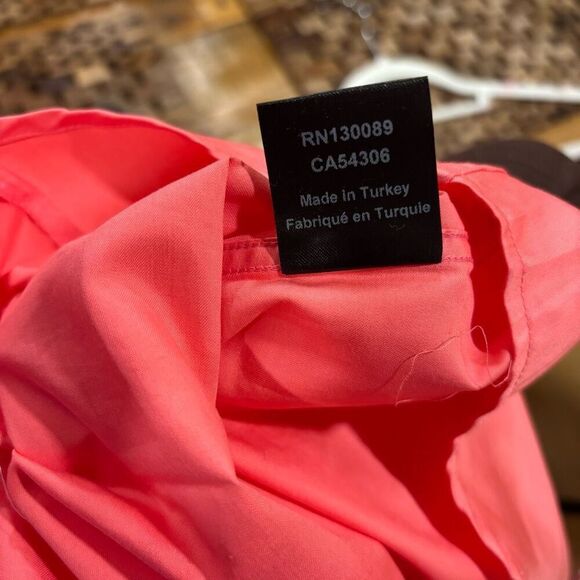 RN130089
CA54306
Made in Turkey
Fabriqué en Turquie